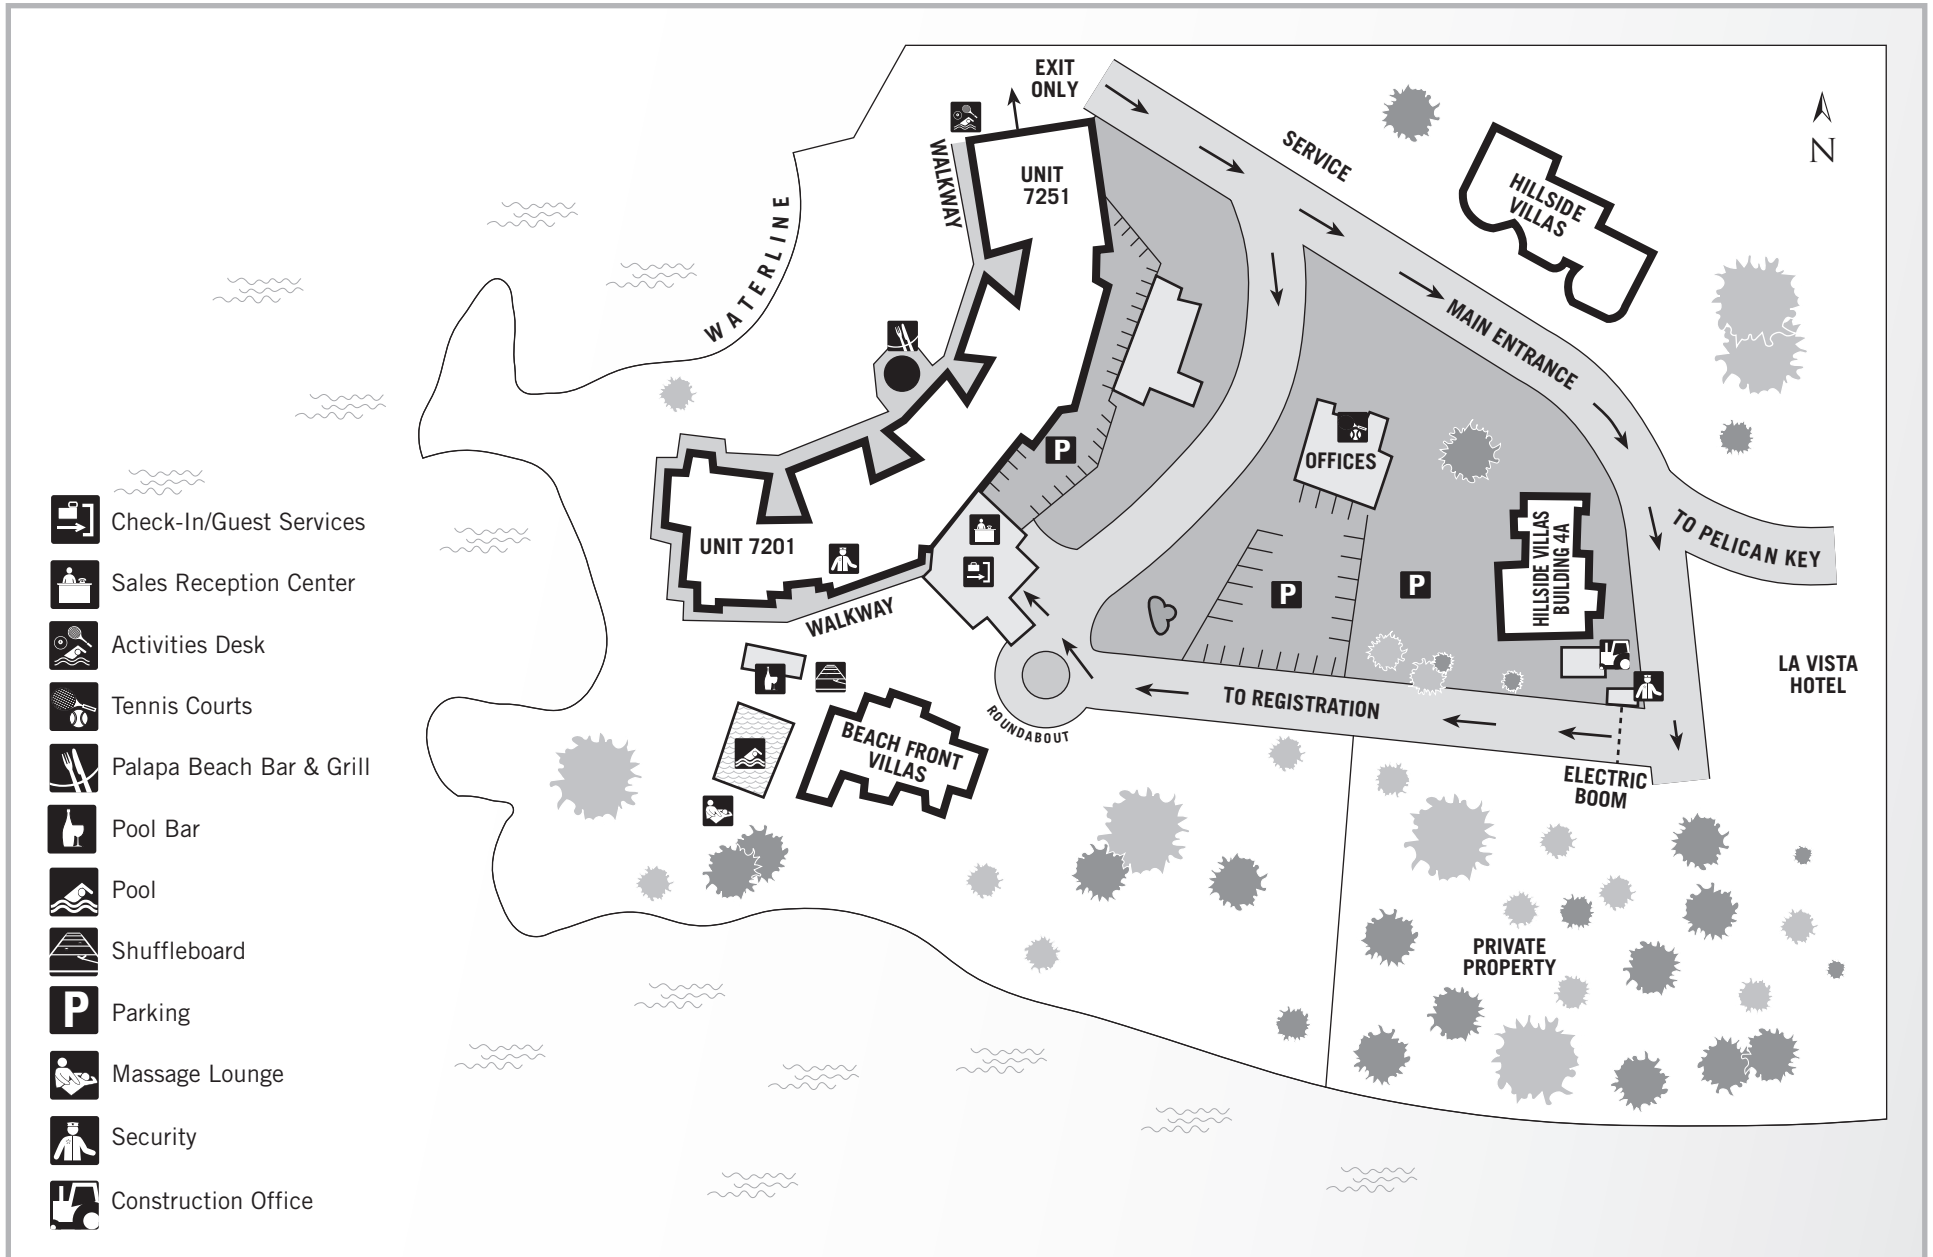 EXIT
ONLY
WALKWAY
UNIT
7251
SERVICE
HILLSIDE
VILLAS
N
WATERLINE
MAIN ENTRANCE
P
OFFICES
UNIT 7201
WALKWAY
P
P
HILLSIDE VILLAS
BUILDING 4A
TO PELICAN KEY
LA VISTA
HOTEL
TO REGISTRATION
ROUNDABOUT
BEACH FRONT
VILLAS
ELECTRIC
BOOM
PRIVATE
PROPERTY
Check-In/Guest Services
Sales Reception Center
Activities Desk
Tennis Courts
Palapa Beach Bar & Grill
Pool Bar
Pool
Shuffleboard
P Parking
Massage Lounge
Security
Construction Office